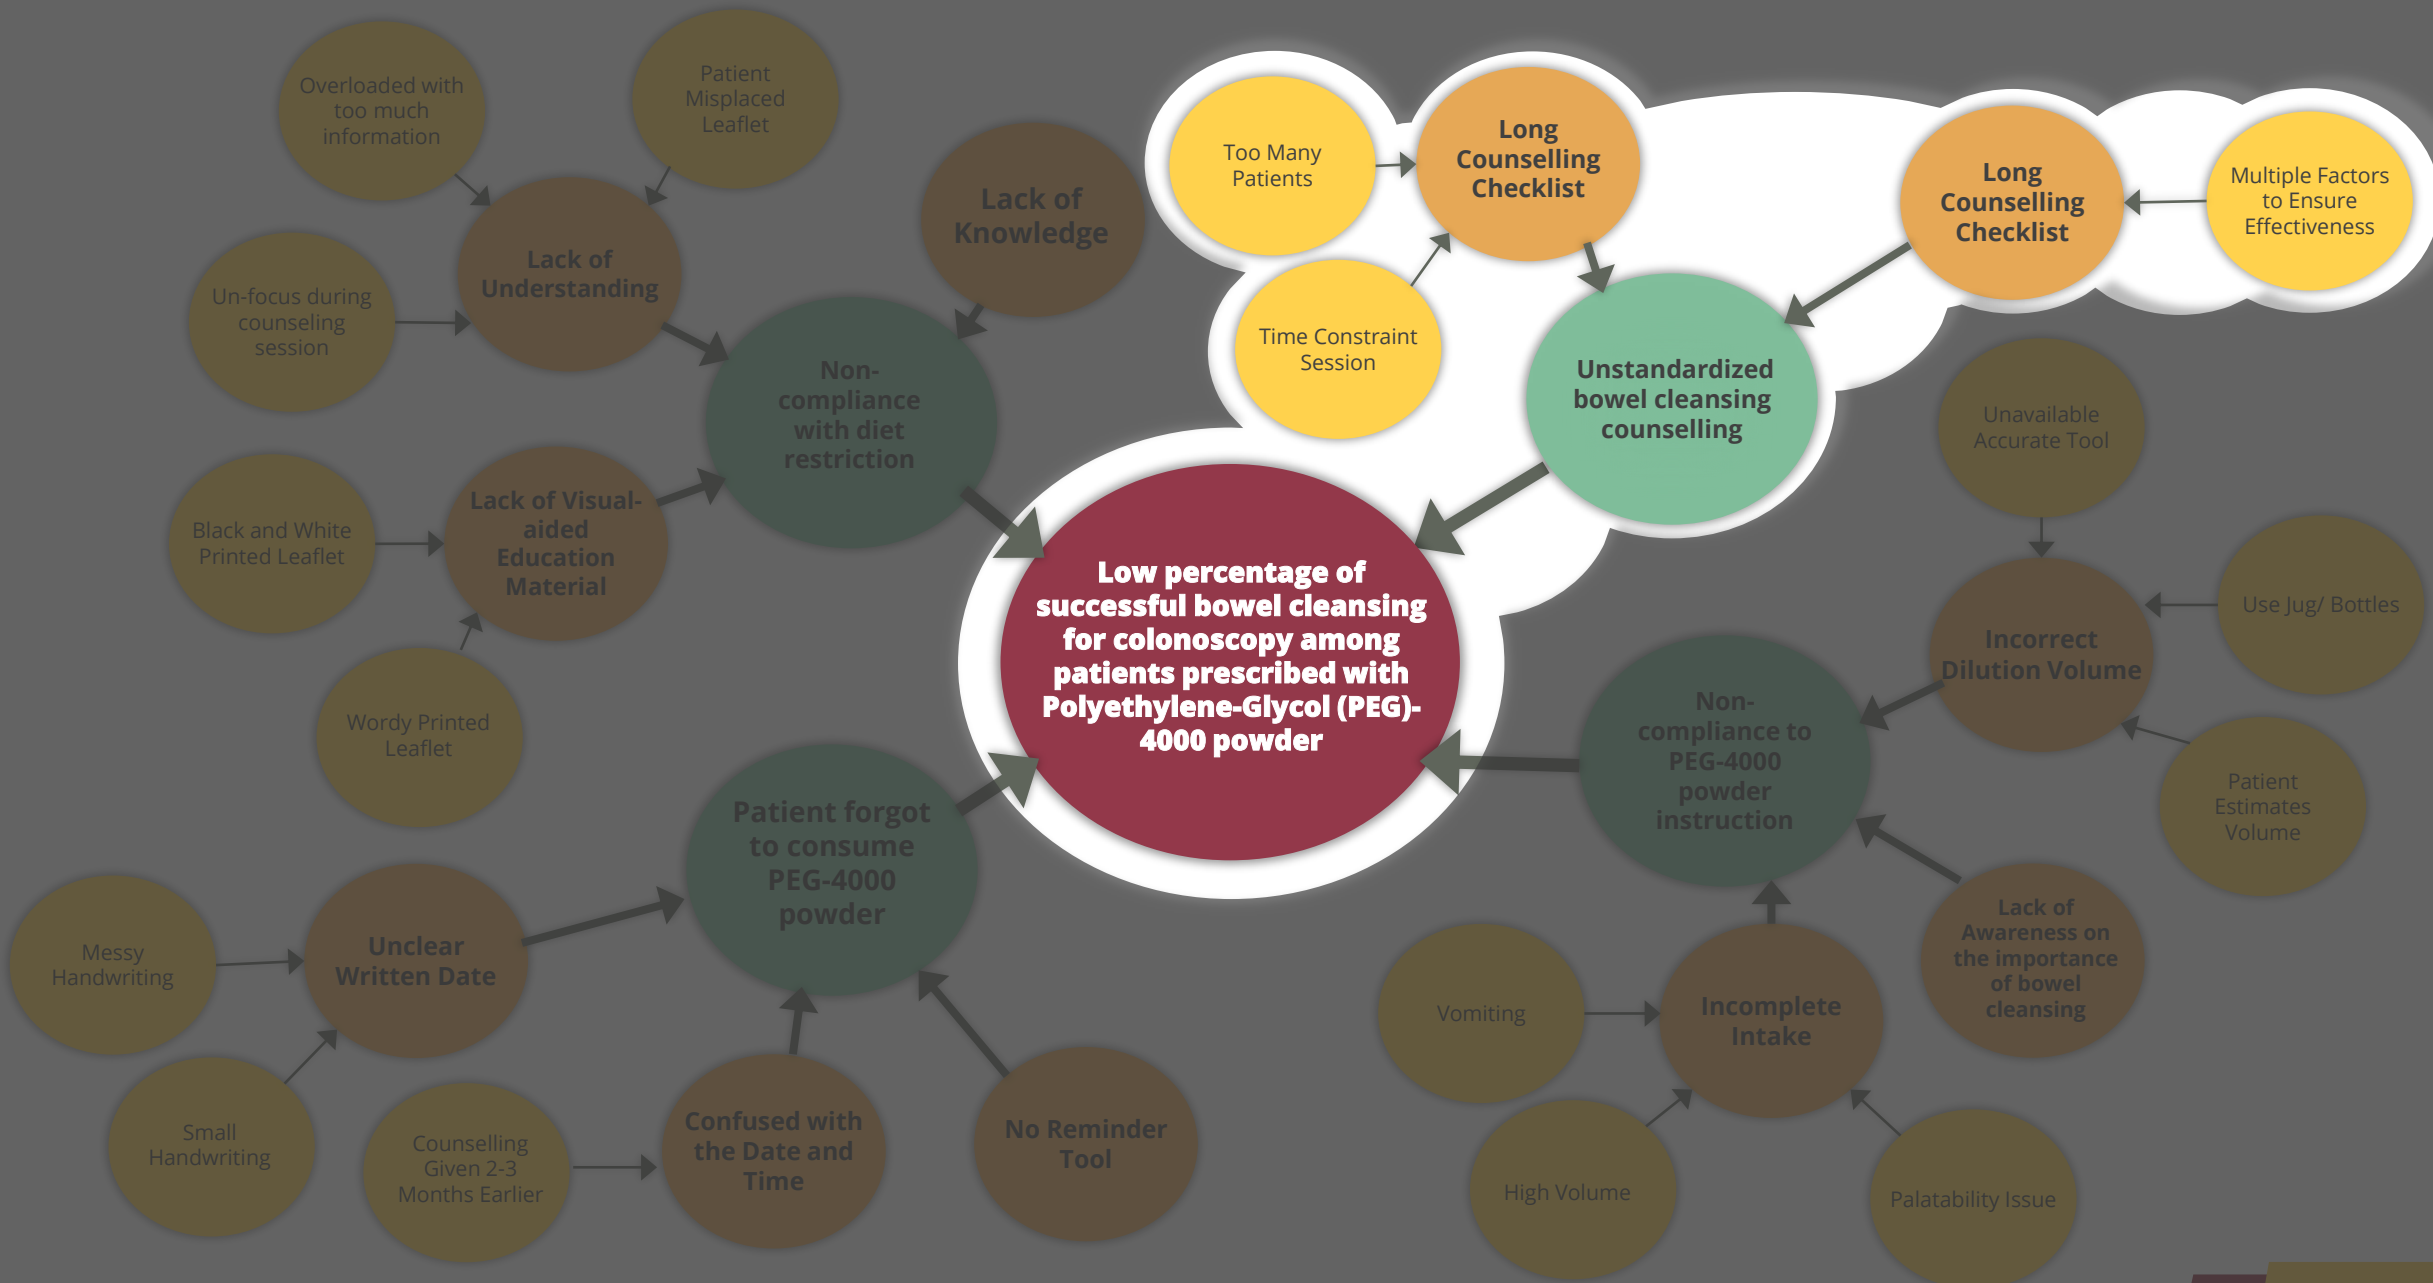 Overloaded with
too much
information
Patient
Misplaced
Leaflet
Lack of
Knowledge
Lack of
Understanding
Un-focus during
counseling
session
Non-
compliance
with diet
restriction
Lack of Visual-
aided
Education
Material
Black and White
Printed Leaflet
Wordy Printed
Leaflet
Too Many
Patients
Long
Counselling
Checklist
Time Constraint
Session
Long
Counselling
Checklist
Multiple Factors
to Ensure
Effectiveness
Unstandardized
bowel cleansing
counselling
Low percentage of
successful bowel cleansing
for colonoscopy among
patients prescribed with
Polyethylene-Glycol (PEG)-
4000 powder
Unavailable
Accurate Tool
Use Jug/ Bottles
Incorrect
Dilution Volume
Patient
Estimates
Volume
Non-
compliance to
PEG-4000
powder
instruction
Lack of
Awareness on
the importance
of bowel
cleansing
Incomplete
Intake
Vomiting
High Volume
Palatability Issue
Patient forgot
to consume
PEG-4000
powder
Unclear
Written Date
Messy
Handwriting
Small
Handwriting
Counselling
Given 2-3
Months Earlier
Confused with
the Date and
Time
No Reminder
Tool